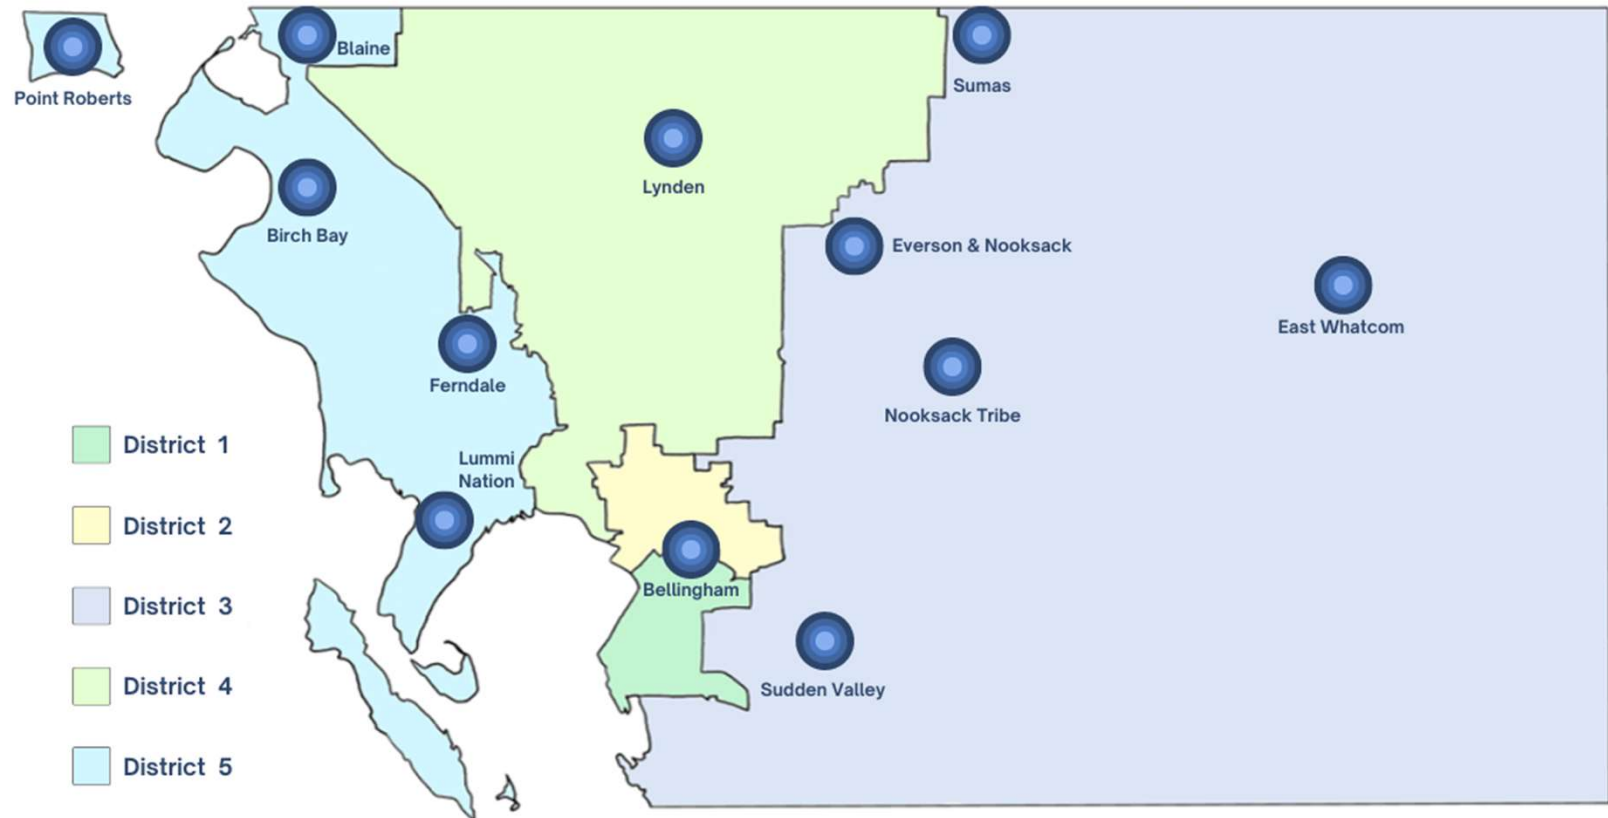 Point Roberts
Blaine
Sumas
Lynden
Birch Bay
Everson & Nooksack
East Whatcom
Ferndale
Nooksack Tribe
Lummi
Nation
Bellingham
Sudden Valley
District 1
District 2
District 3
District 4
District 5